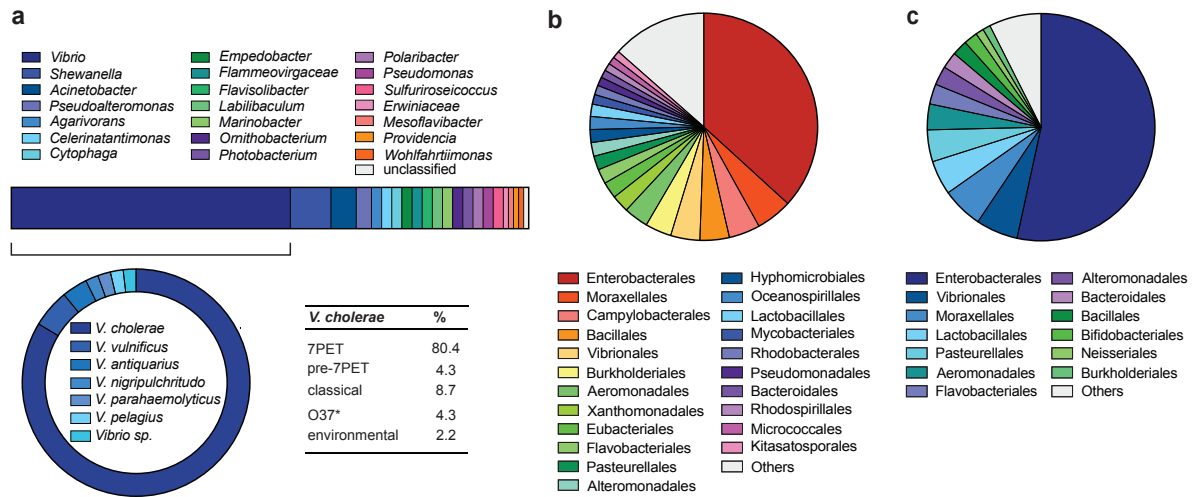 a
Vibrio
Shewanella
Acinetobacter
Pseudoalteromonas
Agarivorans
Celerinatantimonas
Cytophaga
Empedobacter
Flammeovirgaceae
Flavisolibacter
Labilibaculum
Marinobacter
Ornithobacterium
Photobacterium
Polaribacter
Pseudomonas
Sulfuriroseicoccus
Erwiniaceae
Mesoflavibacter
Providencia
Wohlfahrtiimonas
unclassified
V. cholerae
V. vulnificus
V. antiquarius
V. nigripulchritudo
V. parahaemolyticus
V. pelagius
Vibrio sp.
V. cholerae %
7PET 80.4
pre-7PET 4.3
classical 8.7
O37* 4.3
environmental 2.2
b
Enterobacterales
Moraxellales
Campylobacterales
Bacillales
Vibrionales
Burkholderiales
Aeromonadales
Xanthomonadales
Eubacteriales
Flavobacteriales
Pasteurellales
Alteromonadales
Hyphomicrobiales
Oceanospirillales
Lactobacillales
Mycobacteriales
Rhodobacterales
Pseudomonadales
Bacteroidales
Rhodospirillales
Micrococcales
Kitasatosporales
Others
c
Enterobacterales
Vibrionales
Moraxellales
Lactobacillales
Pasteurellales
Aeromonadales
Flavobacteriales
Alteromonadales
Bacteroidales
Bacillales
Bifidobacteriales
Neisseriales
Burkholderiales
Others